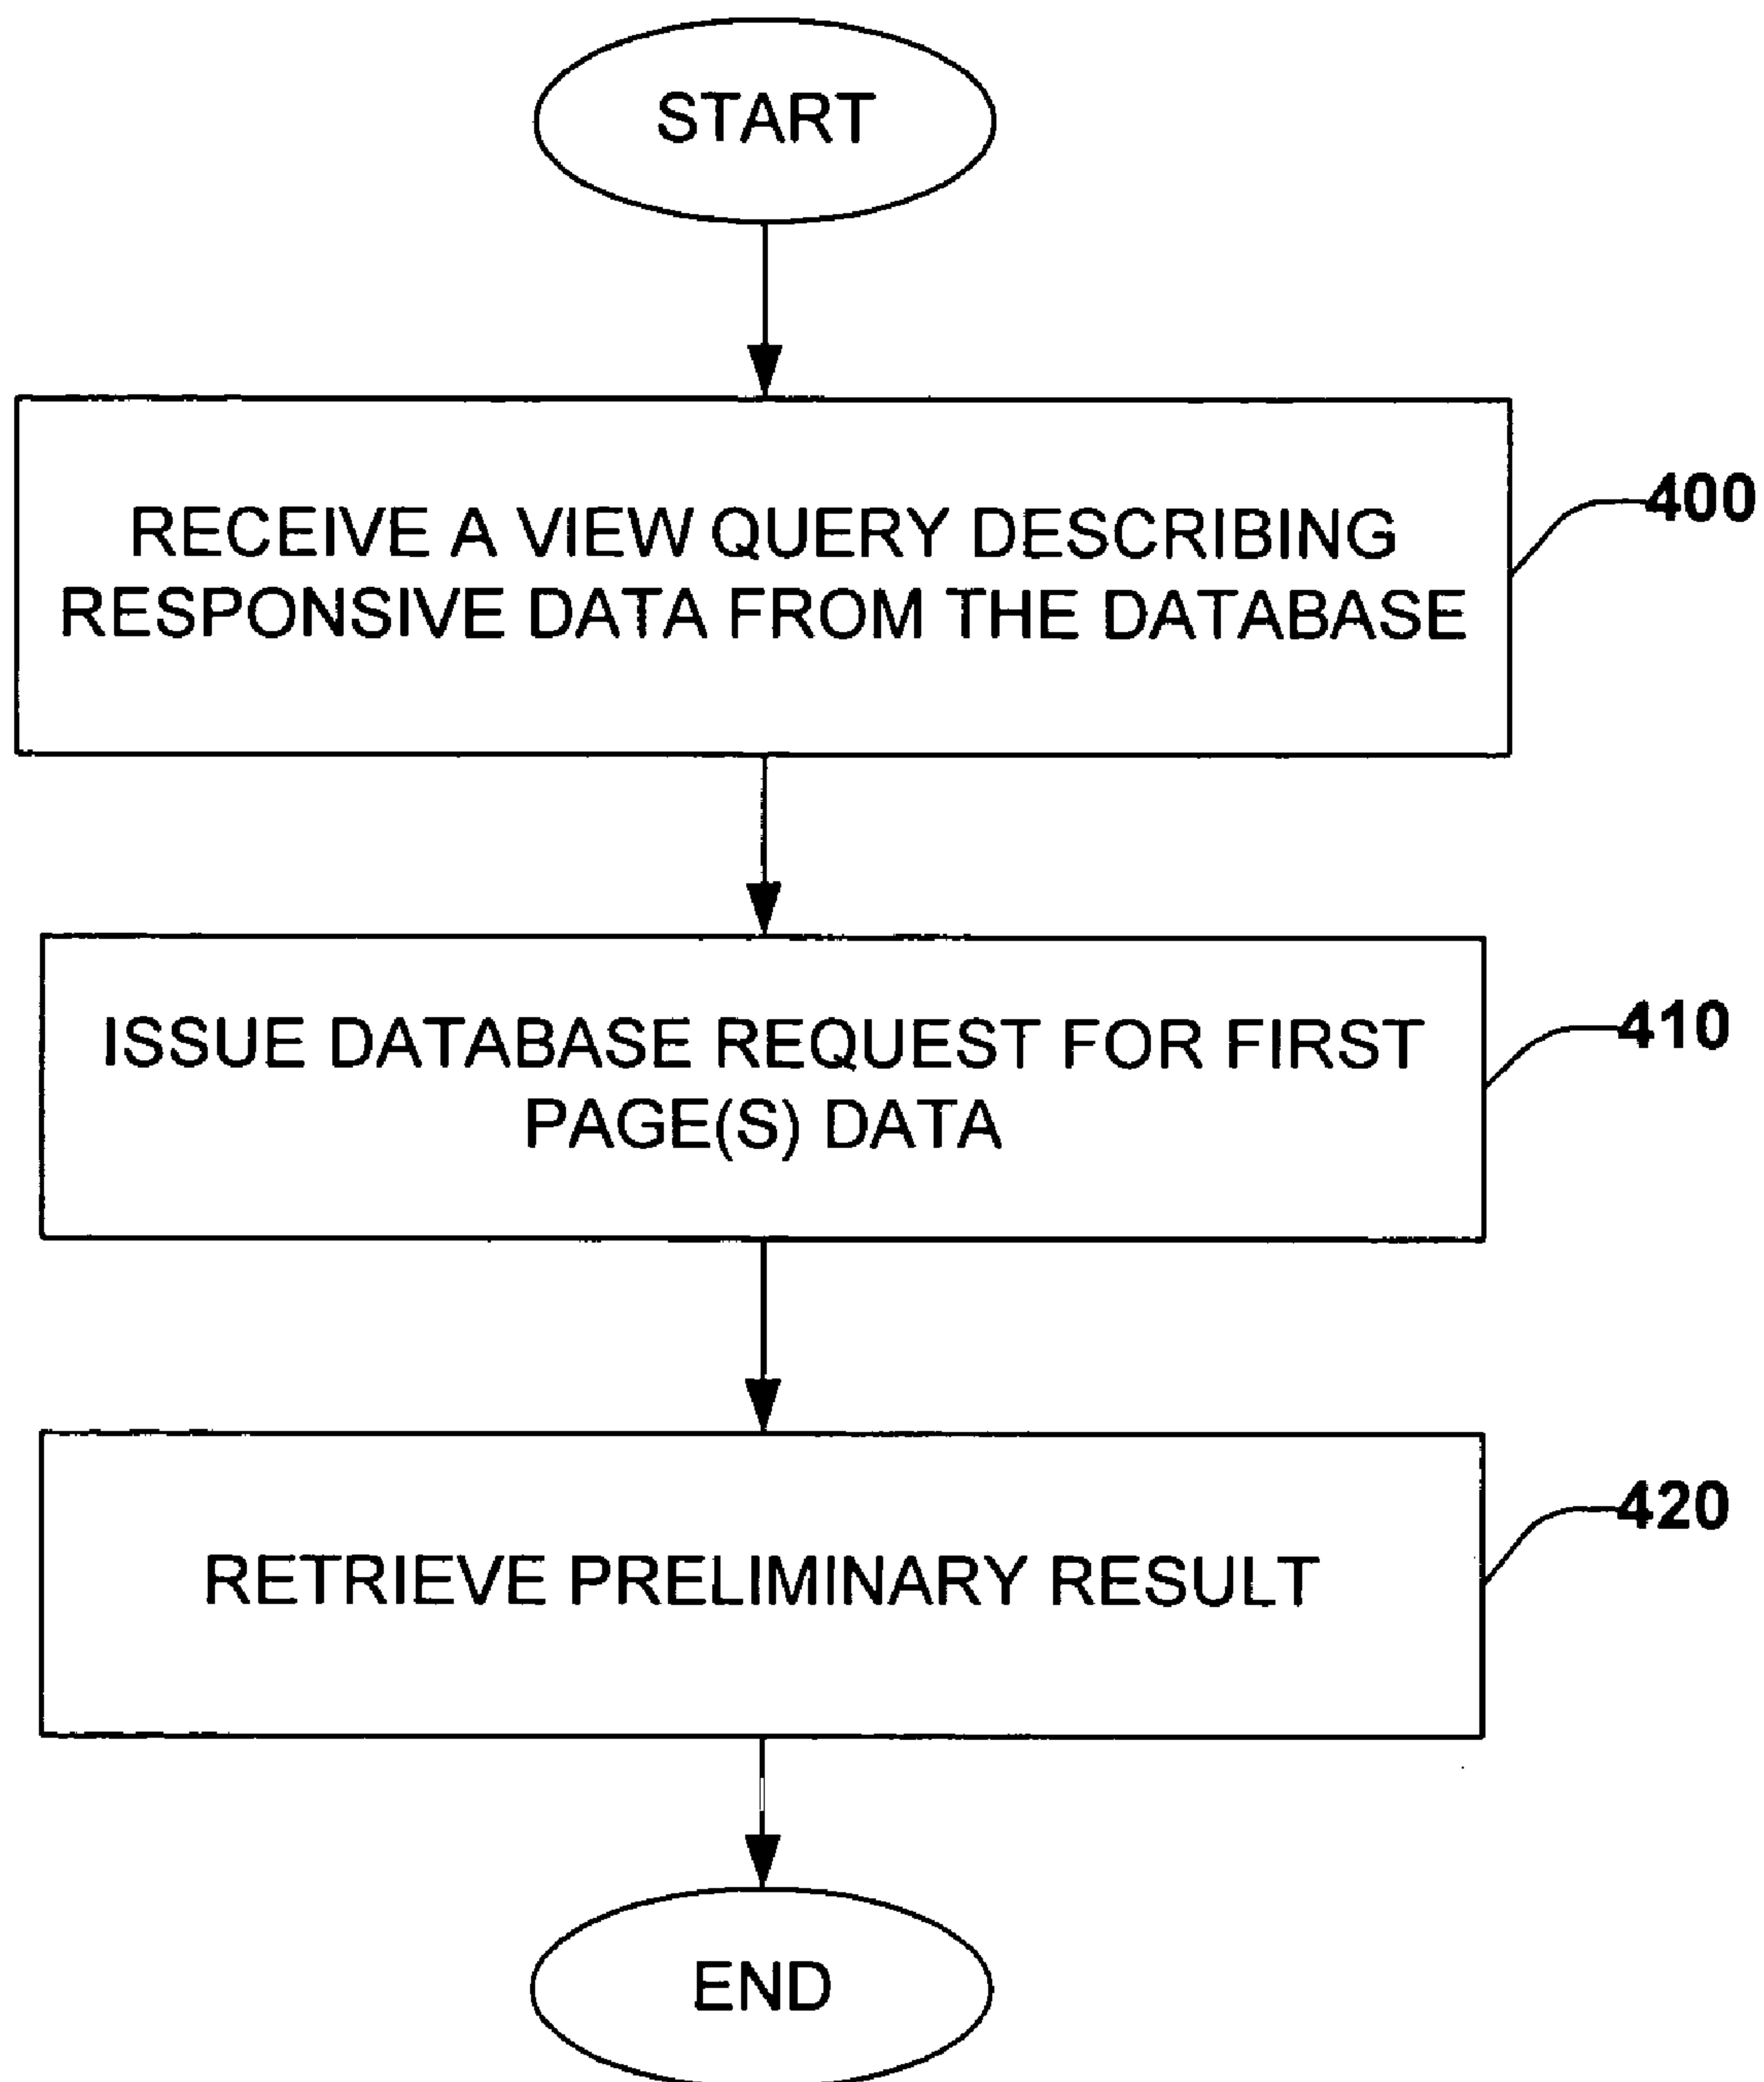 START
RECEIVE A VIEW QUERY DESCRIBING
RESPONSIVE DATA FROM THE DATABASE
400
ISSUE DATABASE REQUEST FOR FIRST
PAGE(S) DATA
410
RETRIEVE PRELIMINARY RESULT
420
END